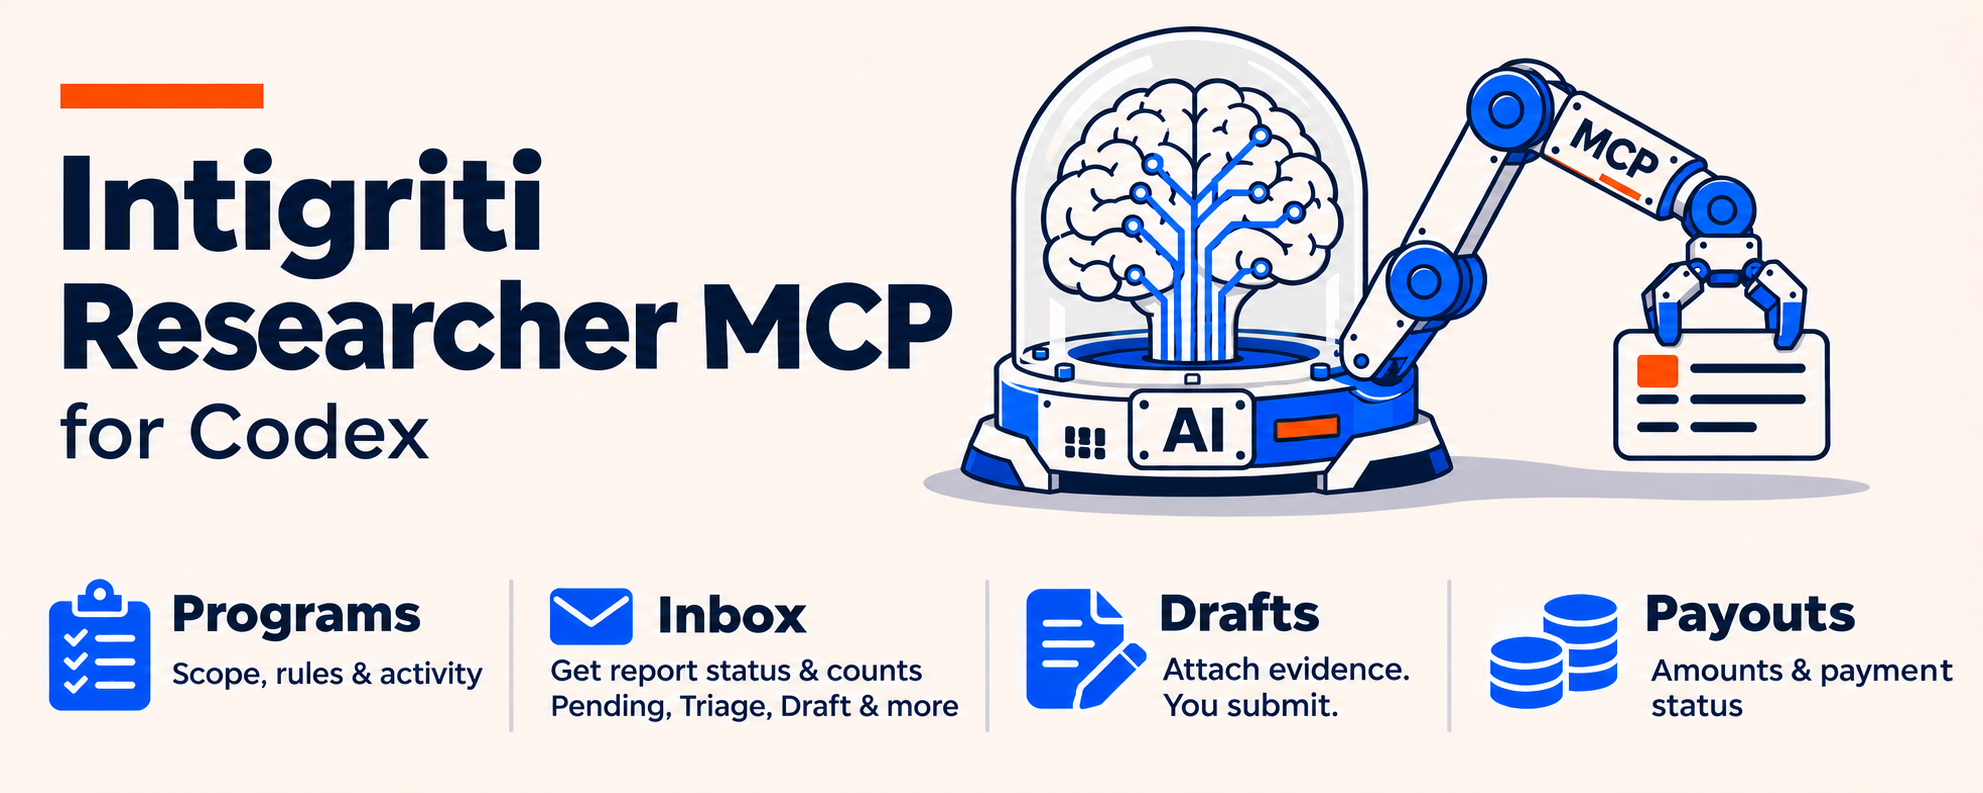 Intigriti
Researcher MCP
for Codex
MCP
AI
Programs
Scope, rules & activity
Inbox
Get report status & counts
Pending, Triage, Draft & more
Drafts
Attach evidence.
You submit.
Payouts
Amounts & payment
status